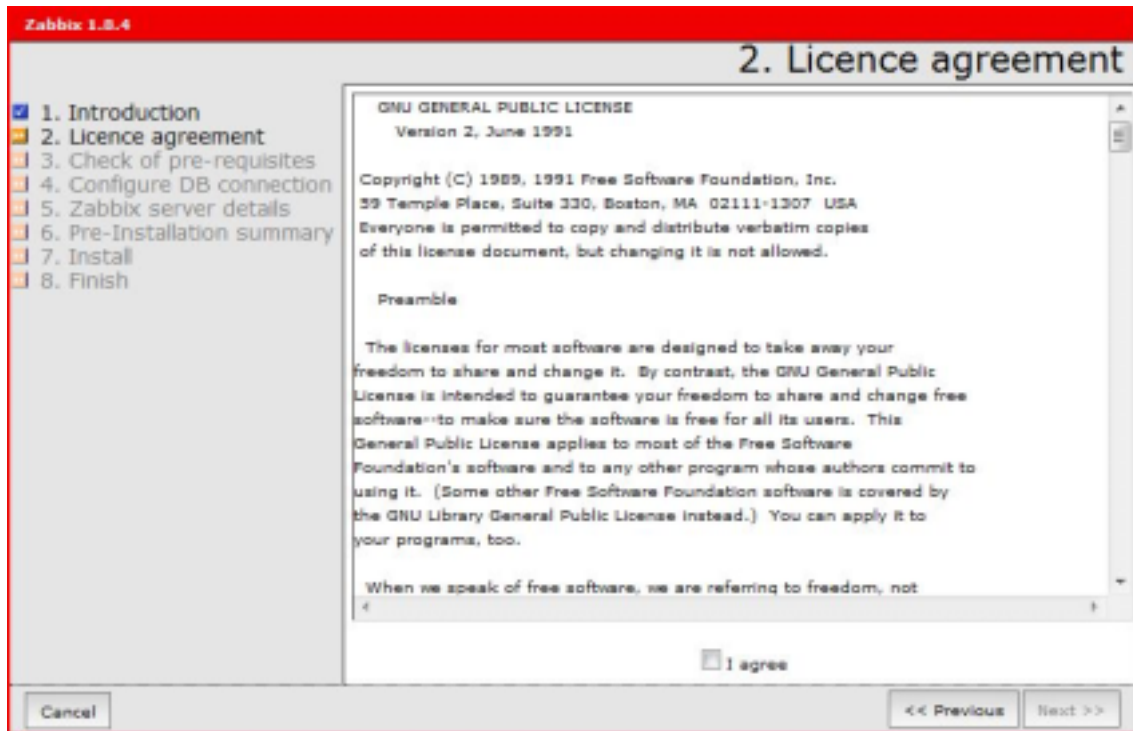 Zabbix 1.8.4
2. Licence agreement
1. Introduction
2. Licence agreement
3. Check of pre-requisites
4. Configure DB connection
5. Zabbix server details
6. Pre-Installation summary
7. Install
8. Finish
GNU GENERAL PUBLIC LICENSE
Version 2, June 1991
Copyright (C) 1989, 1991 Free Software Foundation, Inc.
59 Temple Place, Suite 330, Boston, MA 02111-1307 USA
Everyone is permitted to copy and distribute verbatim copies
of this license document, but changing it is not allowed.
Preamble
The licenses for most software are designed to take away your
freedom to share and change it. By contrast, the GNU General Public
License is intended to guarantee your freedom to share and change free
software--to make sure the software is free for all its users. This
General Public License applies to most of the Free Software
Foundation's software and to any other program whose authors commit to
using it. (Some other Free Software Foundation software is covered by
the GNU Library General Public License instead.) You can apply it to
your programs, too.
When we speak of free software, we are referring to freedom, not
I agree
Cancel
<< Previous
Next >>